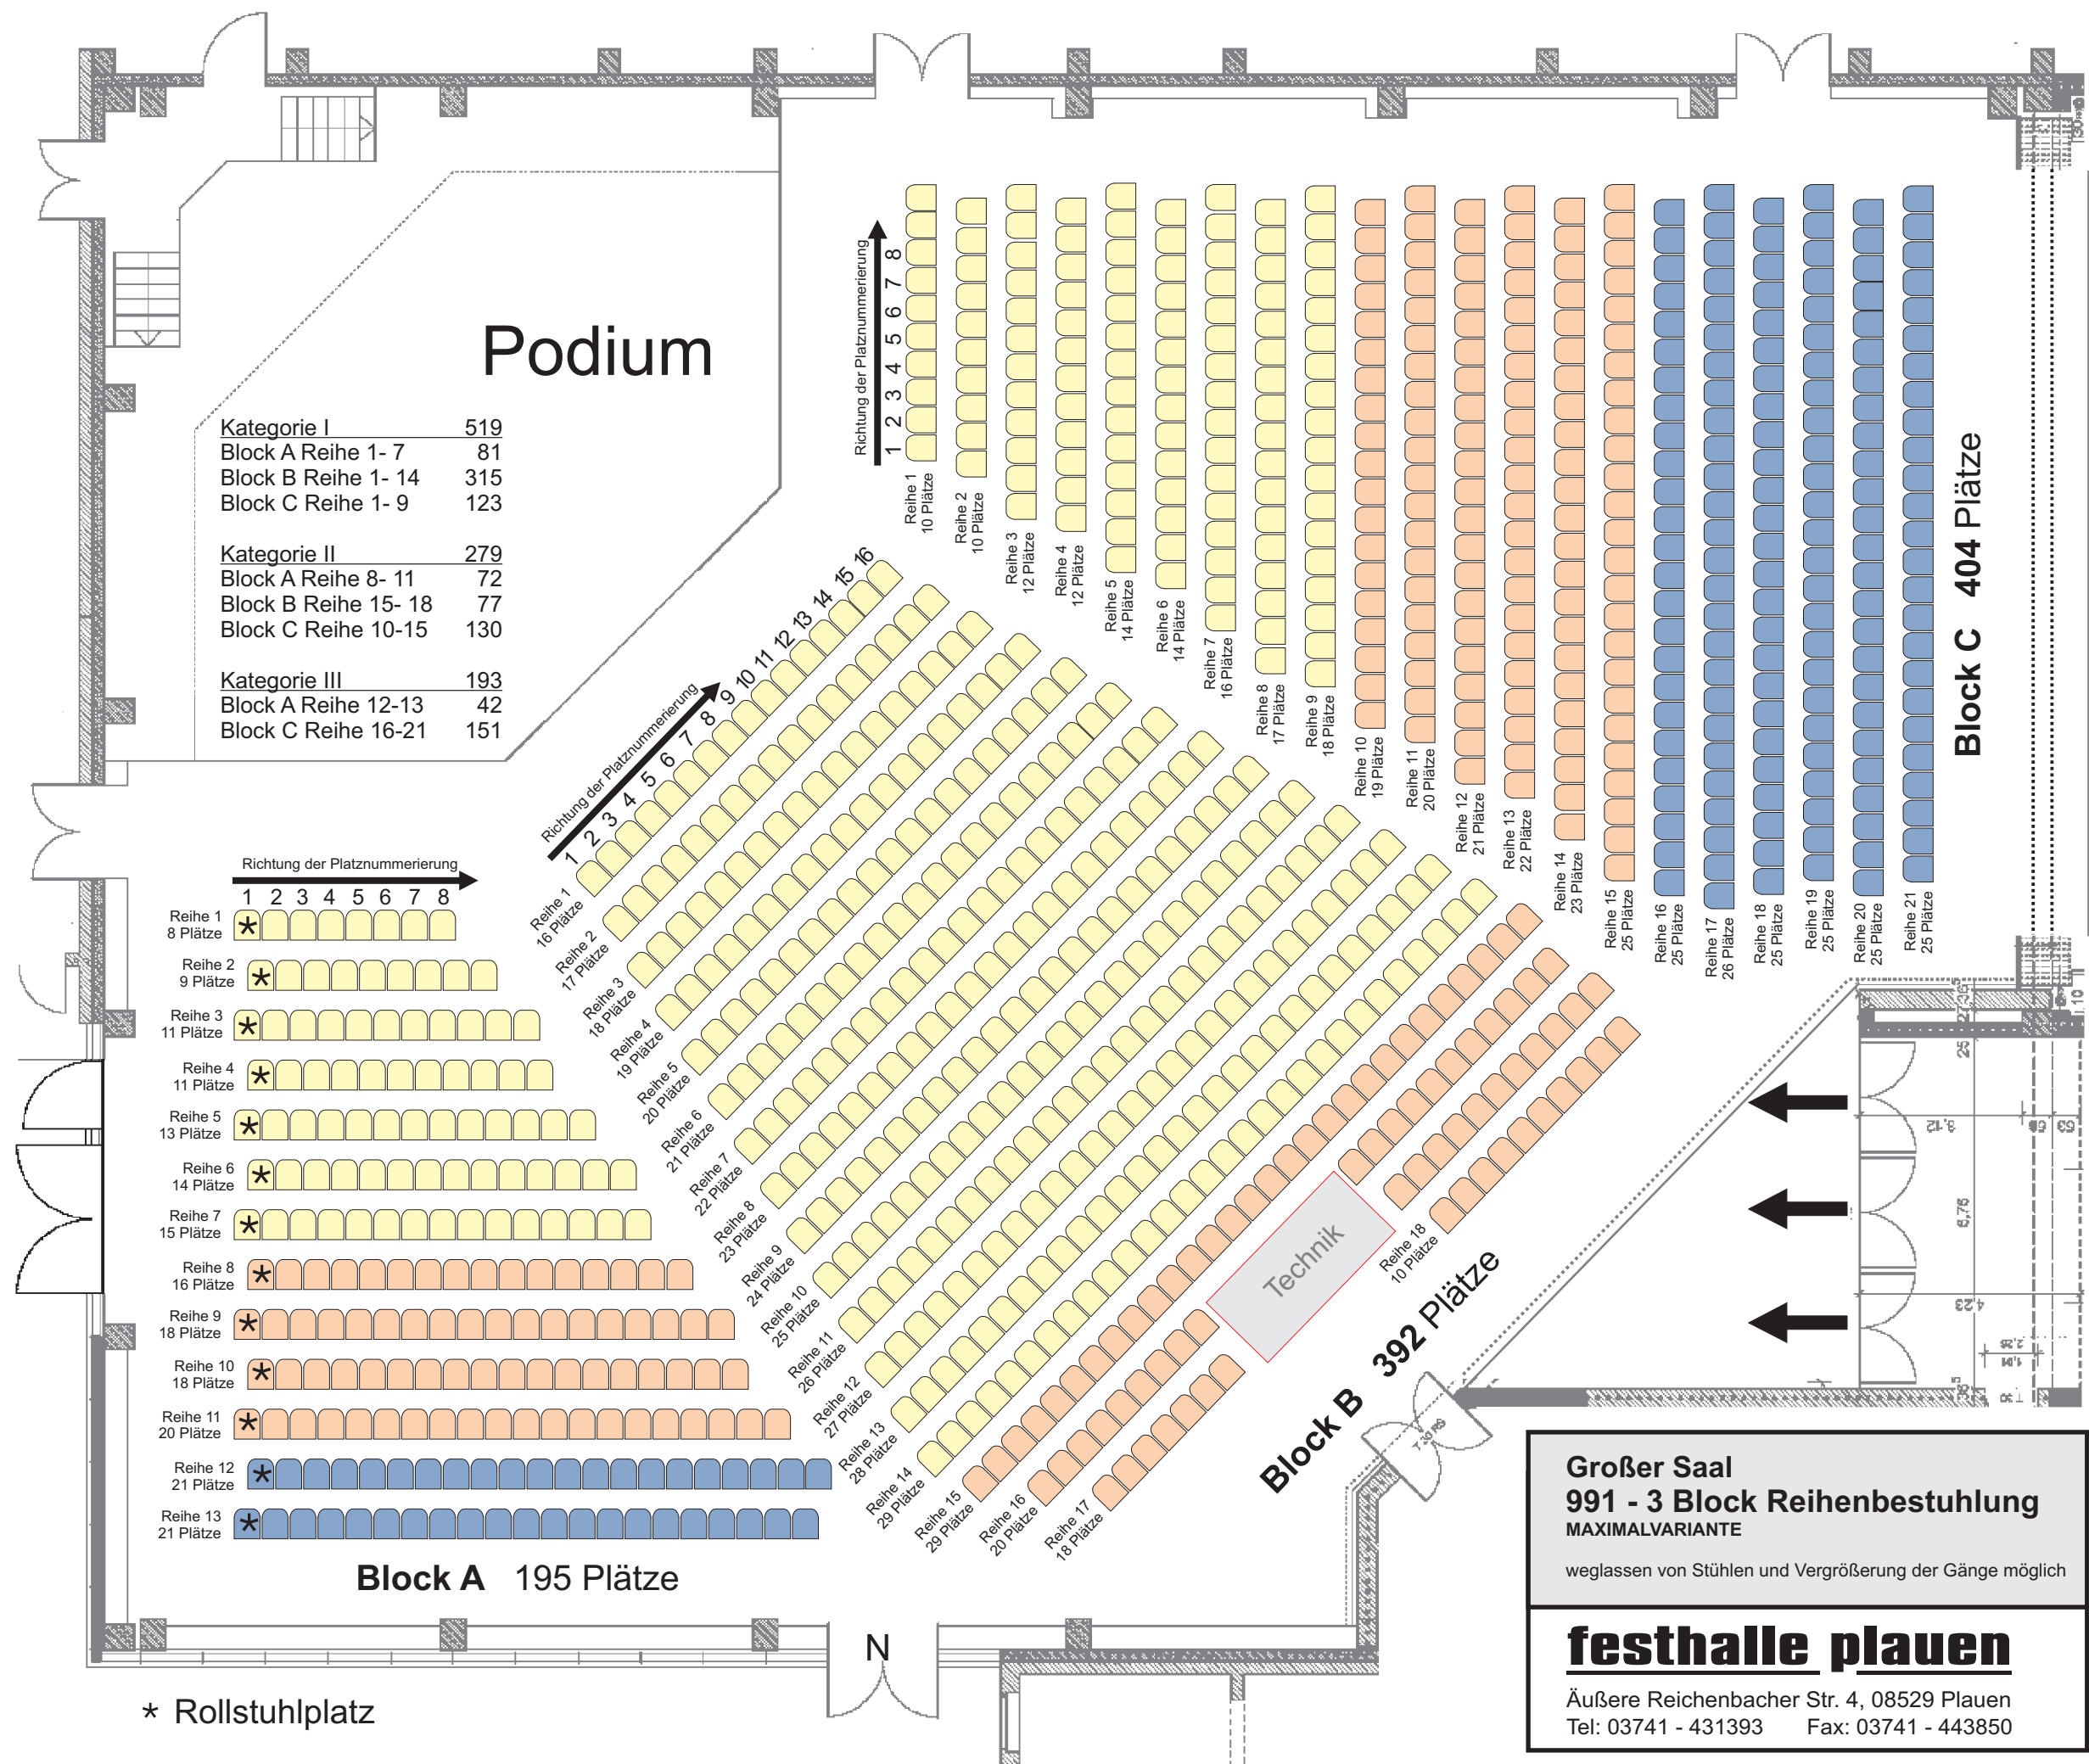 Podium
Kategorie I 519
Block A Reihe 1- 7 81
Block B Reihe 1- 14 315
Block C Reihe 1- 9 123
Kategorie II 279
Block A Reihe 8- 11 72
Block B Reihe 15- 18 77
Block C Reihe 10-15 130
Kategorie III 193
Block A Reihe 12-13 42
Block C Reihe 16-21 151
Richtung der Platznummerierung
1 2 3 4 5 6 7 8
Reihe 1
10 Plätze
Reihe 2
10 Plätze
Reihe 3
12 Plätze
Reihe 4
12 Plätze
Reihe 5
14 Plätze
Reihe 6
14 Plätze
Reihe 7
16 Plätze
Reihe 8
17 Plätze
Reihe 9
18 Plätze
Reihe 10
19 Plätze
Reihe 11
20 Plätze
Reihe 12
21 Plätze
Reihe 13
22 Plätze
Reihe 14
23 Plätze
Reihe 15
25 Plätze
Reihe 16
25 Plätze
Reihe 17
26 Plätze
Reihe 18
25 Plätze
Reihe 19
25 Plätze
Reihe 20
25 Plätze
Reihe 21
25 Plätze
Block C 404 Plätze
Richtung der Platznummerierung
1 2 3 4 5 6 7 8 9 10 11 12 13 14 15 16
Reihe 1
16 Plätze
Reihe 2
17 Plätze
Reihe 3
18 Plätze
Reihe 4
19 Plätze
Reihe 5
20 Plätze
Reihe 6
21 Plätze
Reihe 7
22 Plätze
Reihe 8
23 Plätze
Reihe 9
24 Plätze
Reihe 10
25 Plätze
Reihe 11
26 Plätze
Reihe 12
27 Plätze
Reihe 13
28 Plätze
Reihe 14
29 Plätze
Reihe 15
29 Plätze
Reihe 16
20 Plätze
Reihe 17
18 Plätze
Reihe 18
10 Plätze
Technik
Block B 392 Plätze
Richtung der Platznummerierung
1 2 3 4 5 6 7 8
Reihe 1
8 Plätze
*
Reihe 2
9 Plätze
*
Reihe 3
11 Plätze
*
Reihe 4
11 Plätze
*
Reihe 5
13 Plätze
*
Reihe 6
14 Plätze
*
Reihe 7
15 Plätze
*
Reihe 8
16 Plätze
*
Reihe 9
18 Plätze
*
Reihe 10
18 Plätze
*
Reihe 11
20 Plätze
*
Reihe 12
21 Plätze
*
Reihe 13
21 Plätze
*
Block A 195 Plätze
N
* Rollstuhlplatz
6,76
4,23
Großer Saal
991 - 3 Block Reihenbestuhlung
MAXIMALVARIANTE
weglassen von Stühlen und Vergrößerung der Gänge möglich
festhalle plauen
Äußere Reichenbacher Str. 4, 08529 Plauen
Tel: 03741 - 431393 Fax: 03741 - 443850